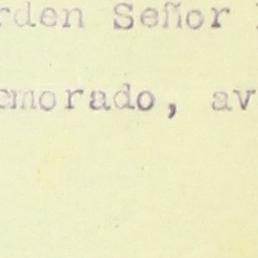 rden Señor
emorado, av